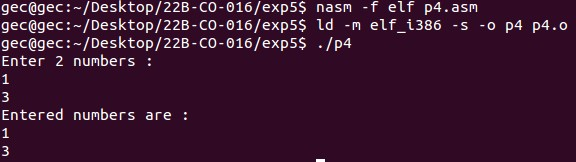 gec@gec:~/Desktop/22B-CO-016/exp5$ nasm -f elf p4.asm
gec@gec:~/Desktop/22B-CO-016/exp5$ ld -m elf_i386 -s -o p4 p4.o
gec@gec:~/Desktop/22B-CO-016/exp5$ ./p4
Enter 2 numbers :
1
3
Entered numbers are :
1
3